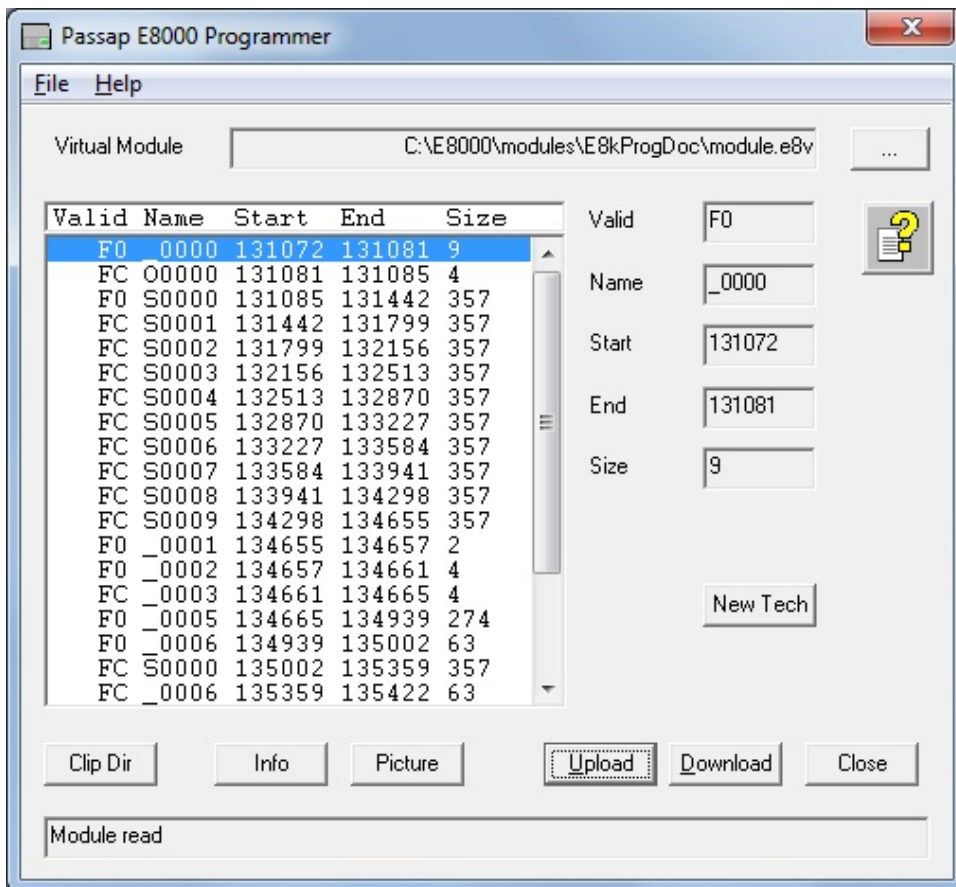 Passap E8000 Programmer
File Help
Virtual Module C:\E8000\modules\E8kProgDoc\module.e8v ...
Valid Name Start End Size
F0 _0000 131072 131081 9
FC O0000 131081 131085 4
F0 S0000 131085 131442 357
FC S0001 131442 131799 357
FC S0002 131799 132156 357
FC S0003 132156 132513 357
FC S0004 132513 132870 357
FC S0005 132870 133227 357
FC S0006 133227 133584 357
FC S0007 133584 133941 357
FC S0008 133941 134298 357
FC S0009 134298 134655 357
F0 _0001 134655 134657 2
F0 _0002 134657 134661 4
FC _0003 134661 134665 4
F0 _0005 134665 134939 274
F0 _0006 134939 135002 63
FC S0000 135002 135359 357
FC _0006 135359 135422 63
Valid F0
Name _0000
Start 131072
End 131081
Size 9
New Tech
Clip Dir Info Picture Upload Download Close
Module read